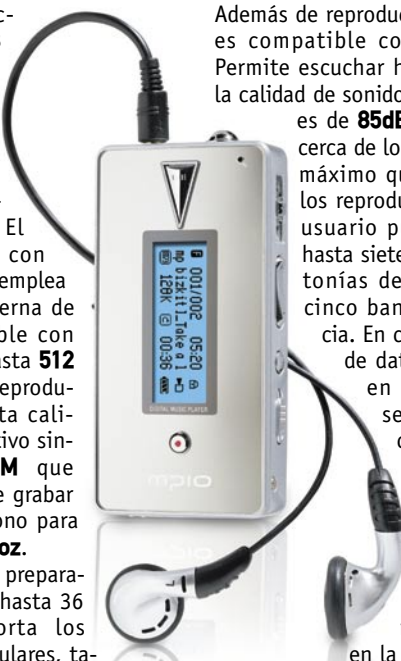 c-
El
con
emplea
erna de
ble con
asta 512
reprodu-
ta cali-
tivo sin-
M que
e grabar
ono para
oz.
prepara-
hasta 36
orta los
ulares, ta-
Además de reproduc
es compatible co
Permite escuchar h
la calidad de sonido
es de 85dB
cerca de lo
máximo qu
los reprodu
usuario p
hasta siete
tonías de
cinco ban
cia. En c
de dat
en
se
en la
001/002 05:20
bizkit_Take a l
128K 00:36
DIGITAL MUSIC PLAYER
mpio